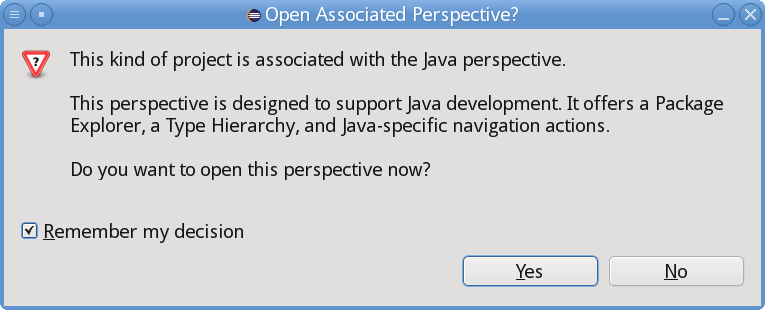 Open Associated Perspective?
This kind of project is associated with the Java perspective.
This perspective is designed to support Java development. It offers a Package
Explorer, a Type Hierarchy, and Java-specific navigation actions.
Do you want to open this perspective now?
Remember my decision
Yes
No